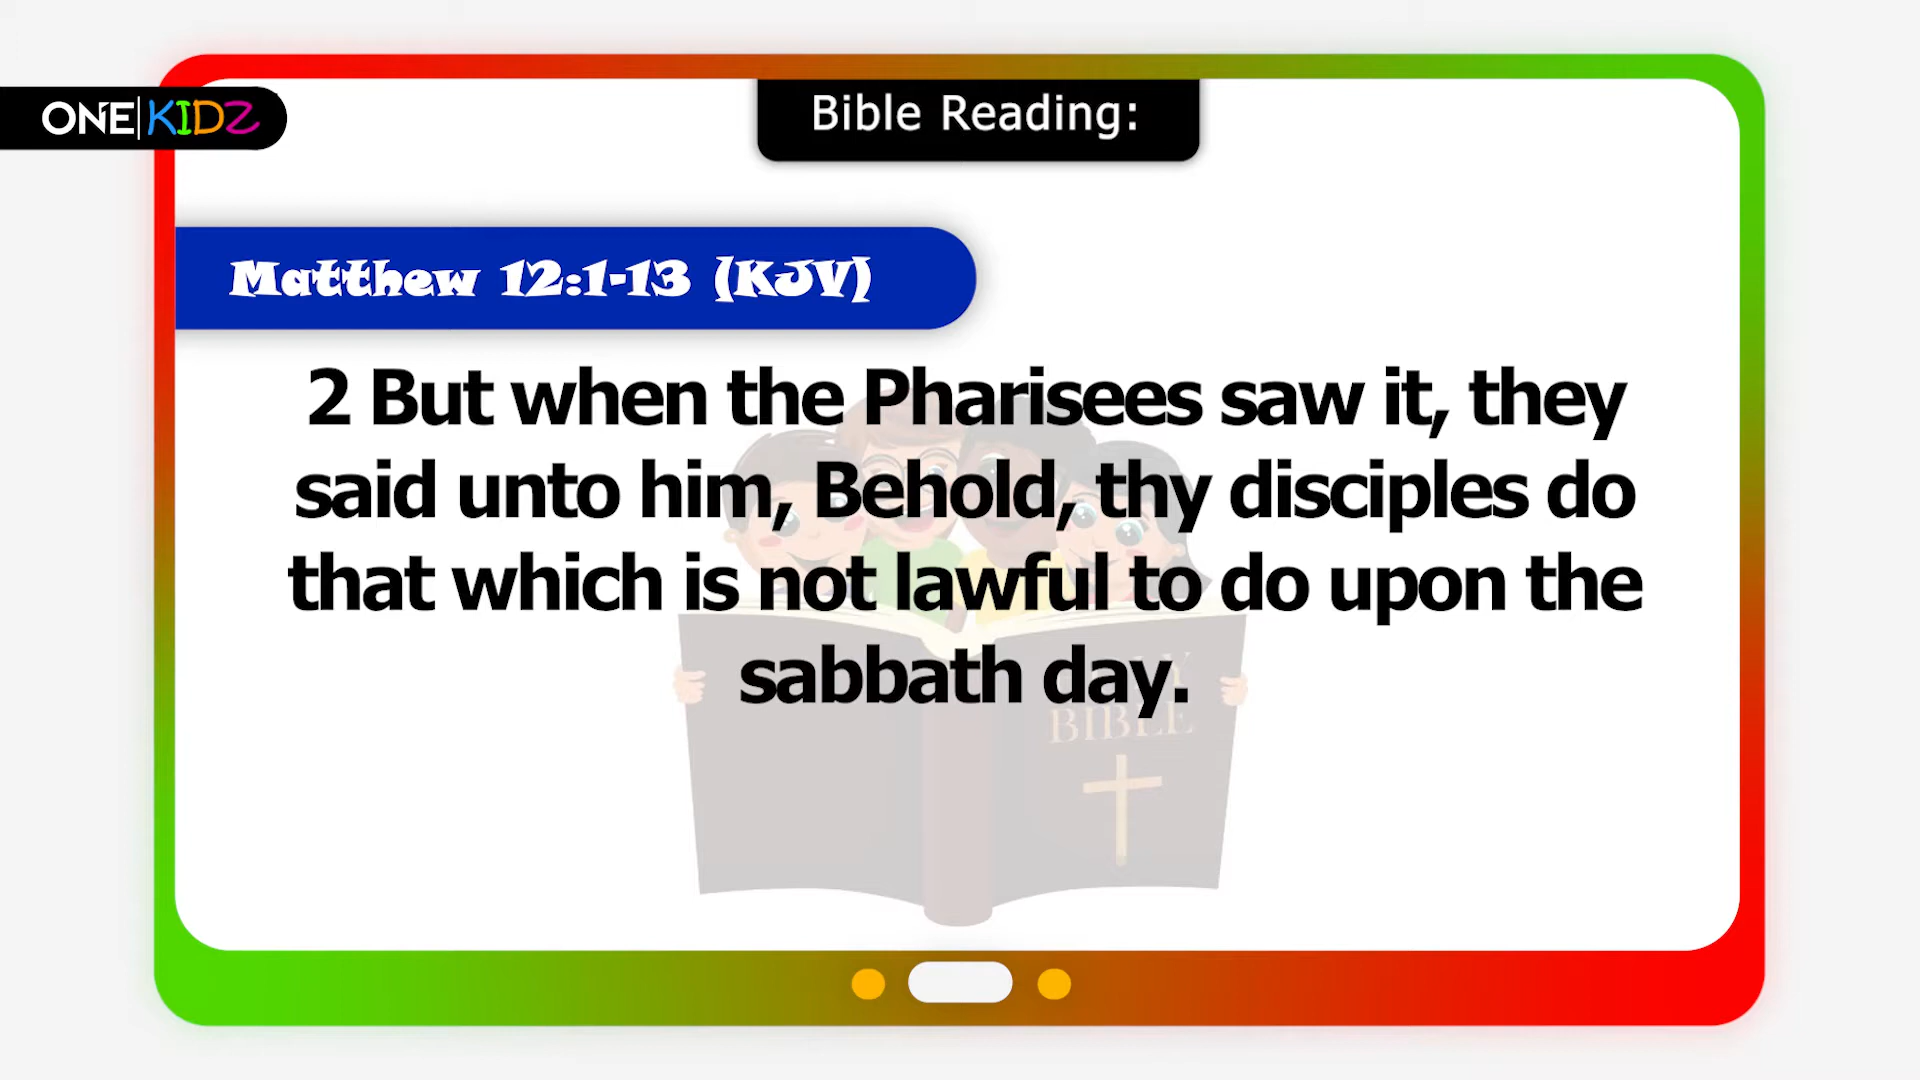 ONE|KIDZ
Bible Reading:
Matthew 12:1-13 (KJV)
2 But when the Pharisees saw it, they
said unto him, Behold, thy disciples do
that which is not lawful to do upon the
sabbath day.
BIBLE